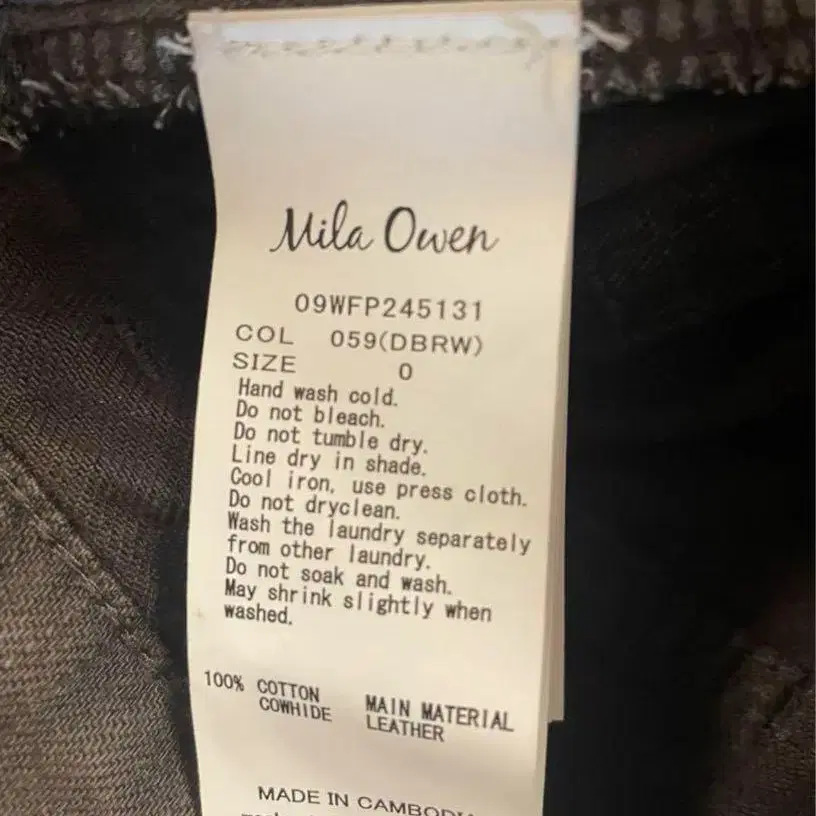 Mila Owen
09WFP245131
COL 059(DBRW)
SIZE 0
Hand wash cold.
Do not bleach.
Do not tumble dry.
Line dry in shade.
Cool iron, use press cloth.
Do not dryclean.
Wash the laundry separately
from other laundry.
Do not soak and wash.
May shrink slightly when
washed.
100% COTTON MAIN MATERIAL
COWHIDE LEATHER
MADE IN CAMBODIA